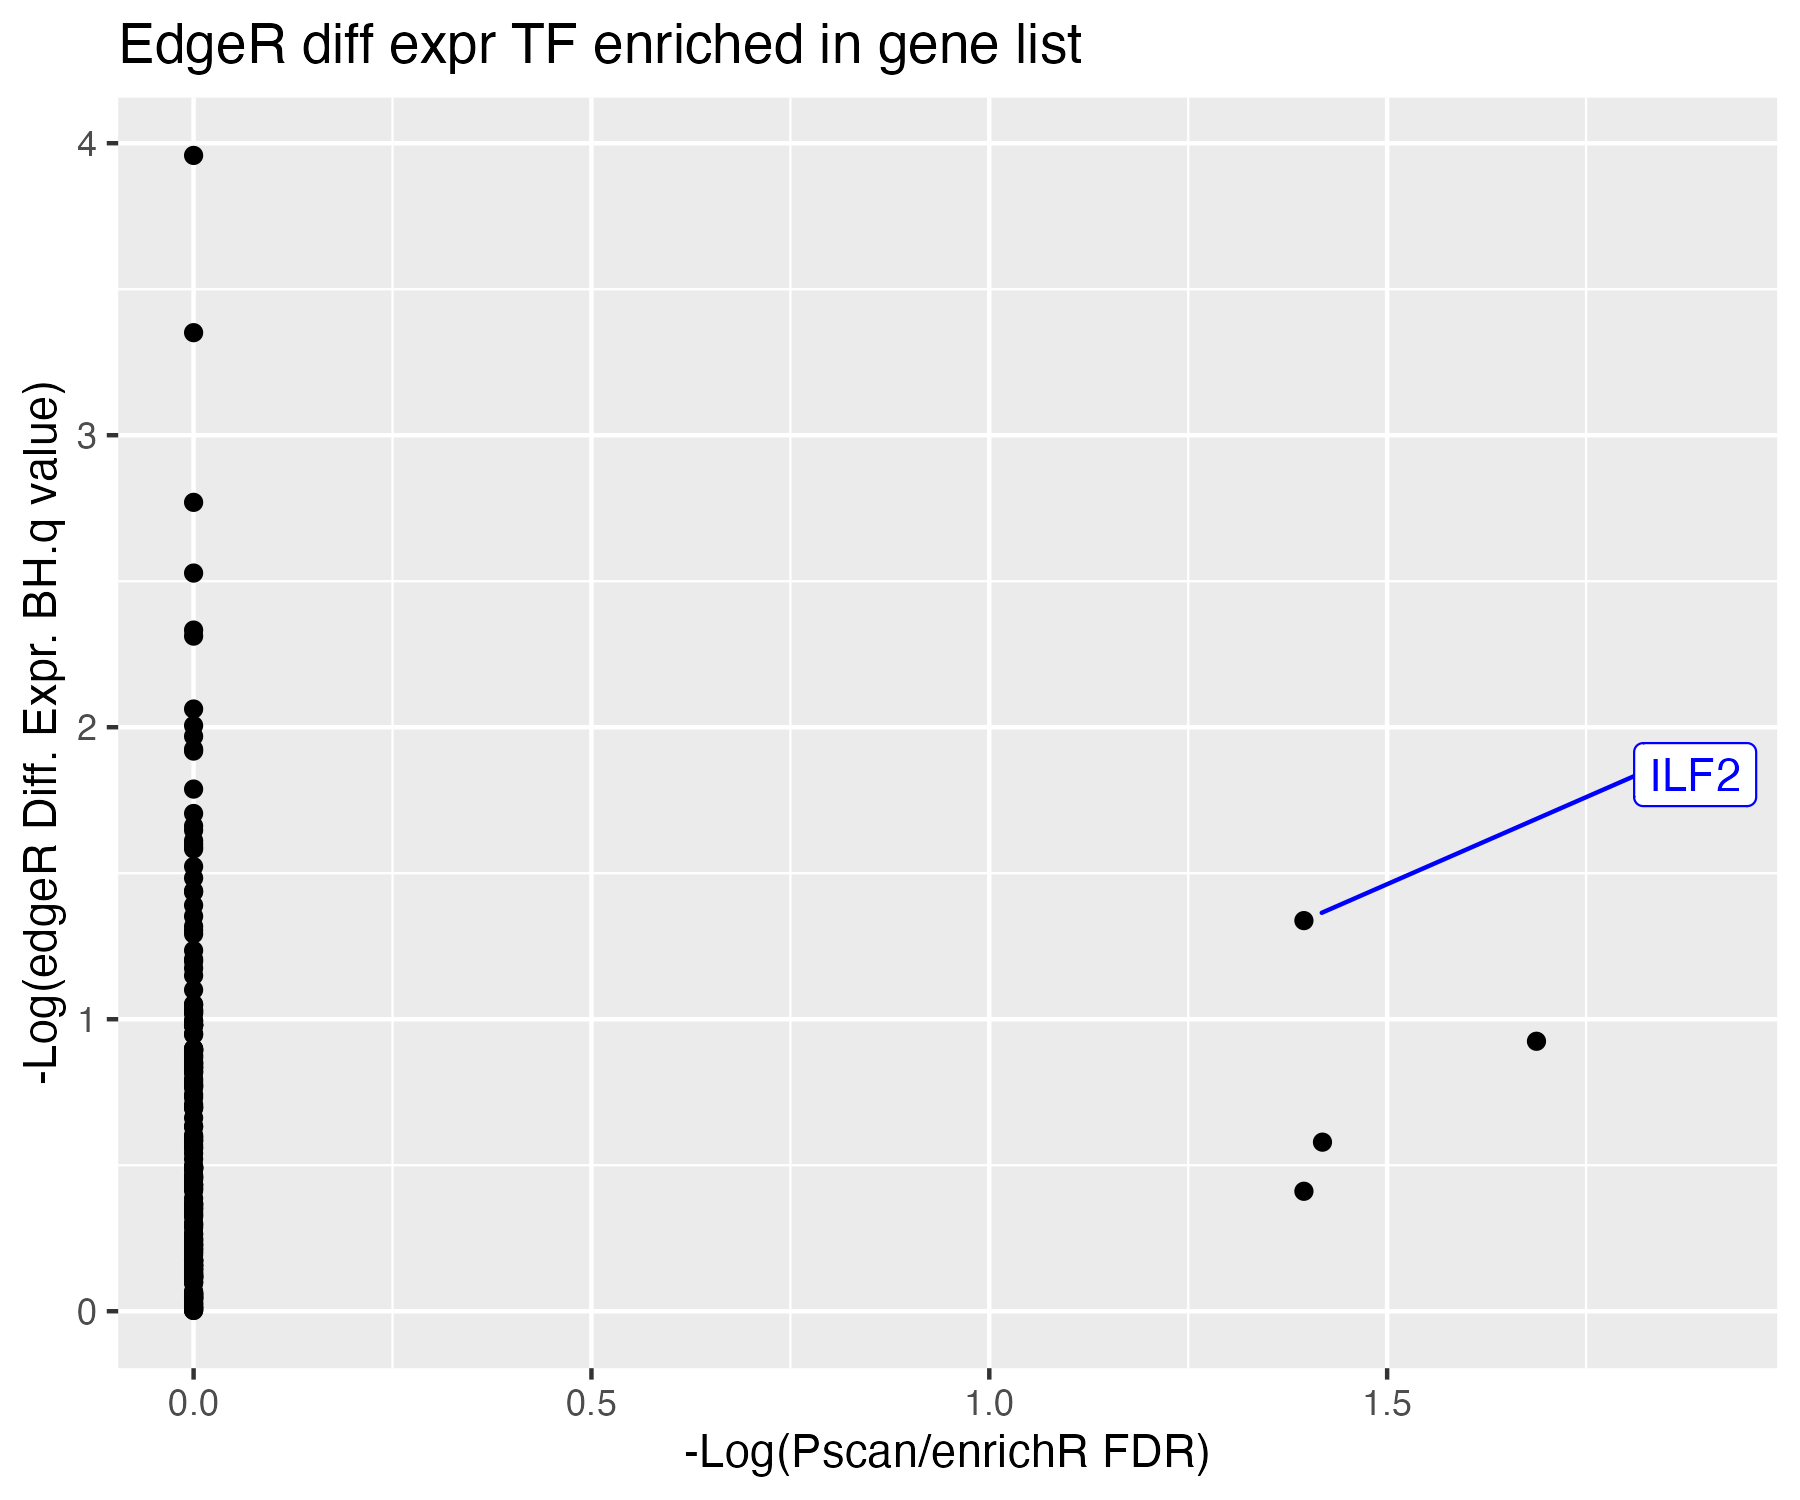 EdgeR diff expr TF enriched in gene list
-Log(edgeR Diff. Expr. BH.q value)
4
3
2
1
0
ILF2
0.0 0.5 1.0 1.5
-Log(Pscan/enrichR FDR)